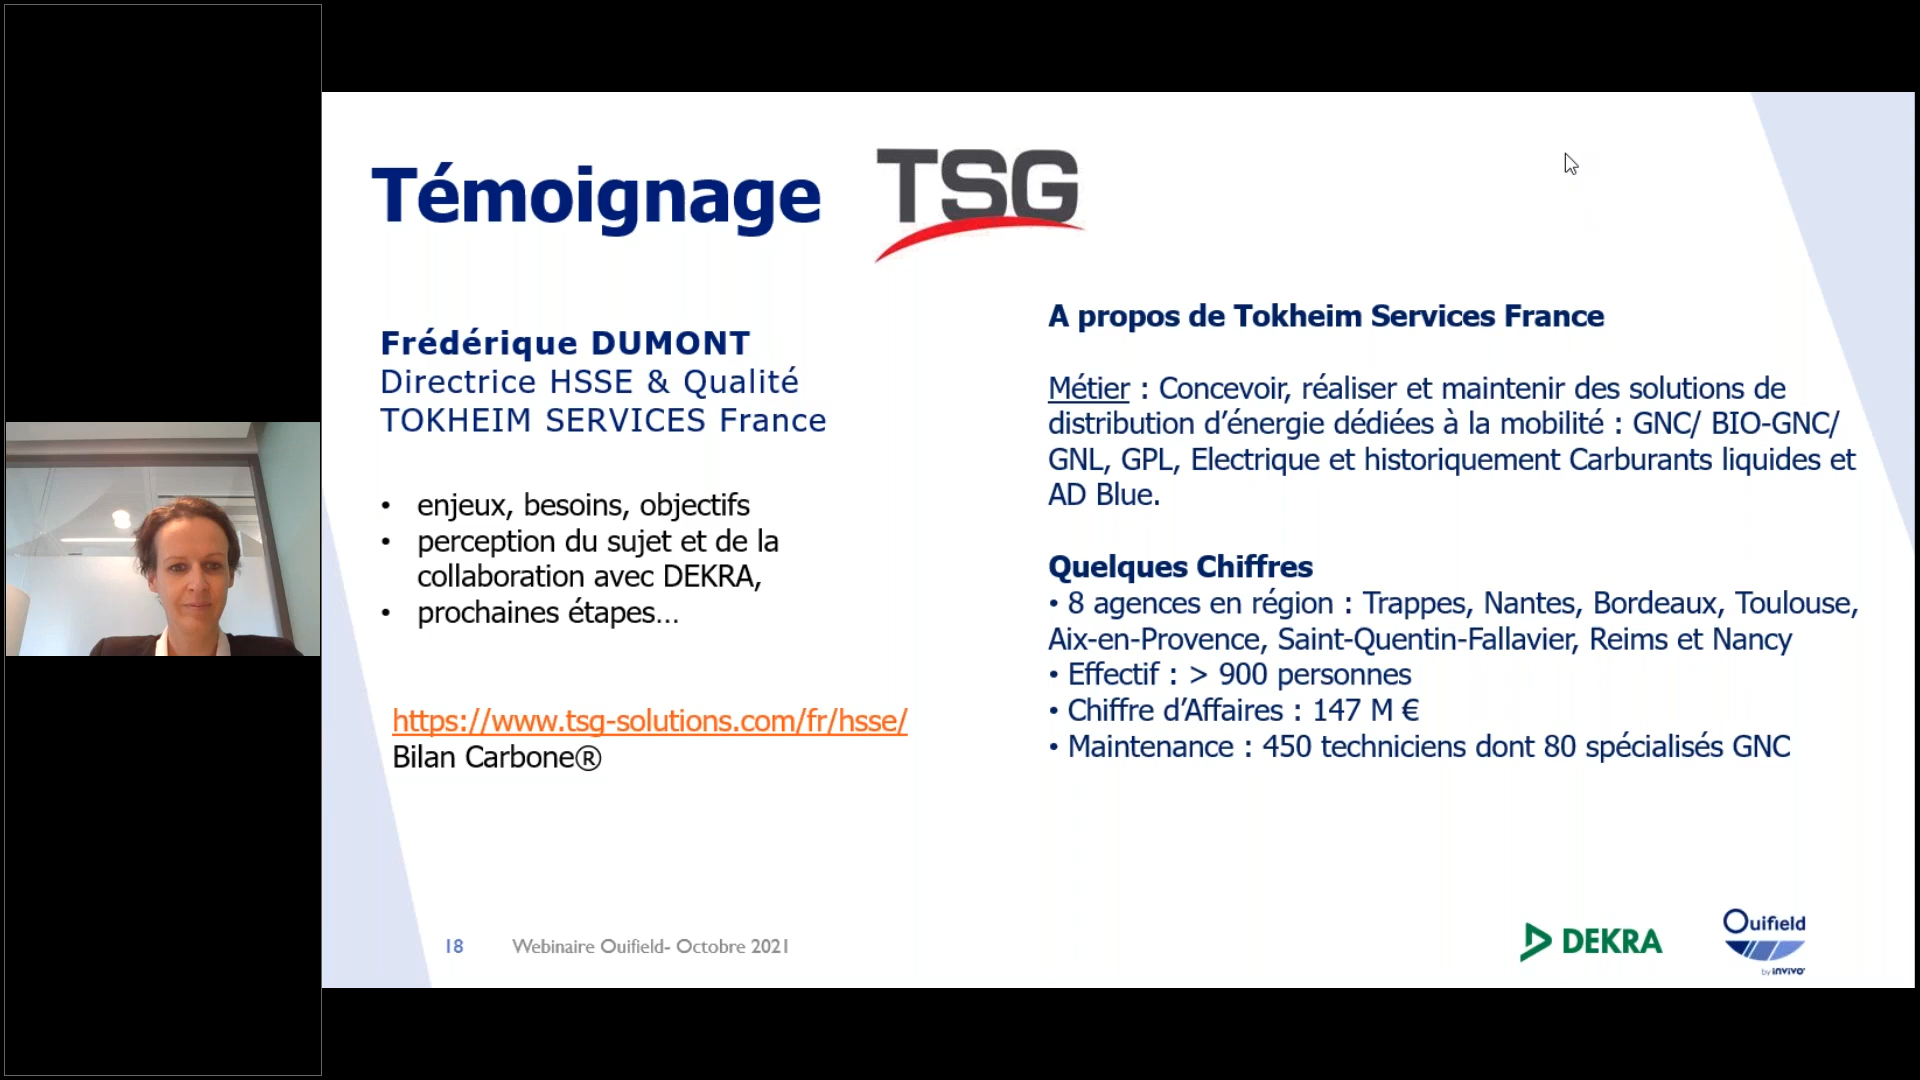 Témoignage
TSG
Frédérique DUMONT
Directrice HSSE & Qualité
TOKHEIM SERVICES France
• enjeux, besoins, objectifs
• perception du sujet et de la
collaboration avec DEKRA,
• prochaines étapes...
https://www.tsg-solutions.com/fr/hsse/
Bilan Carbone®
A propos de Tokheim Services France
Métier : Concevoir, réaliser et maintenir des solutions de
distribution d’énergie dédiées à la mobilité : GNC/ BIO-GNC/
GNL, GPL, Electrique et historiquement Carburants liquides et
AD Blue.
Quelques Chiffres
• 8 agences en région : Trappes, Nantes, Bordeaux, Toulouse,
Aix-en-Provence, Saint-Quentin-Fallavier, Reims et Nancy
• Effectif : > 900 personnes
• Chiffre d’Affaires : 147 M €
• Maintenance : 450 techniciens dont 80 spécialisés GNC
18 Webinaire Ouifield- Octobre 2021
DEKRA
Ouifield
by invivo